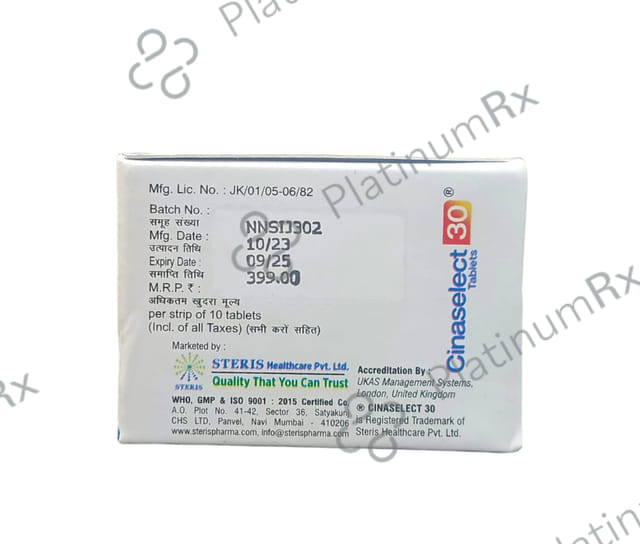 Mfg. Lic. No. : JK/01/05-06/82
Batch No. : NNSIJ302
समूह संख्या
Mfg. Date : 10/23
उत्पादन तिथि
Expiry Date : 09/25
समाप्ति तिथि
M.R.P. ₹ : 399.00
अधिकतम खुदरा मूल्य
per strip of 10 tablets
(Incl. of all Taxes) (सभी करों सहित)
Marketed by :
STERIS
STERIS Healthcare Pvt. Ltd.
Quality That You Can Trust
WHO, GMP & ISO 9001 : 2015 Certified Co.
A.O. Plot No. 41-42, Sector 36, Satyakun
CHS LTD, Panvel, Navi Mumbai - 410206
www.sterispharma.com, info@sterispharma.com
Accreditation By :
UKAS Management Systems,
London, United Kingdom
® CINASELECT 30
is Registered Trademark of
Steris Healthcare Pvt. Ltd.
Cinaselect 30®
Tablets
PlatinumRx
PlatinumRx
PlatinumRx